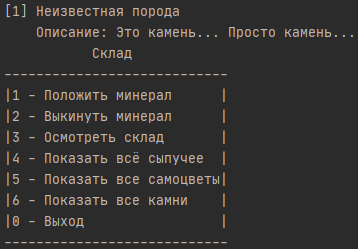 [1] Неизвестная порода
Описание: Это камень... Просто камень...
Склад
----------------------------
|1 - Положить минерал      |
|2 - Выкинуть минерал      |
|3 - Осмотреть склад       |
|4 - Показать всё сыпучее  |
|5 - Показать все самоцветы|
|6 - Показать все камни    |
|0 - Выход                 |
----------------------------